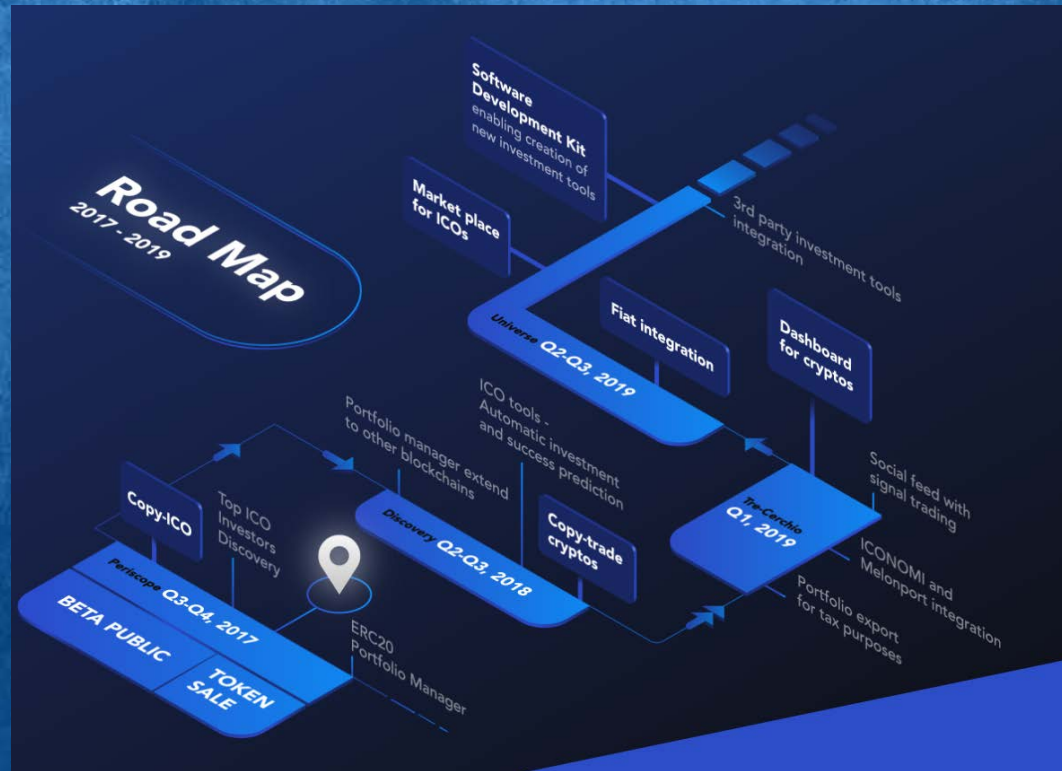 Road Map
2017 - 2019
Software
Development Kit
enabling creation of
new investment tools
Market place
for ICOs
3rd party investment tools
integration
Universe Q2-Q3, 2019
Fiat integration
Dashboard
for cryptos
Portfolio manager extend
to other blockchains
ICO tools -
Automatic investment
and success prediction
Copy-ICO
Top ICO
Investors
Discovery
Discovery Q2-Q3, 2018
Copy-trade
cryptos
Tre-Cerchio
Q1, 2019
Social feed with
signal trading
ICONOMI and
Melonport integration
Portfolio export
for tax purposes
Periscope Q3-Q4, 2017
BETA PUBLIC
TOKEN
SALE
ERC20
Portfolio Manager